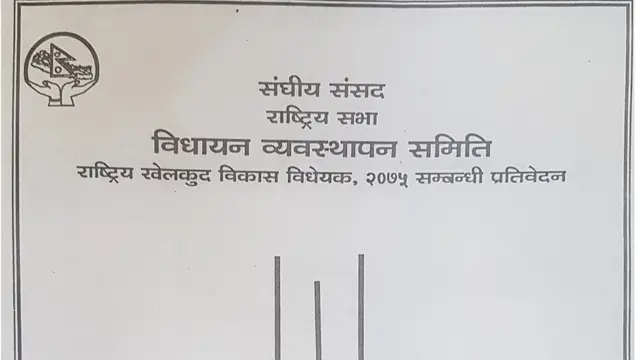 संघीय संसद
राष्ट्रिय सभा
विधायन व्यवस्थापन समिति
राष्ट्रिय खेलकुद विकास विधेयक, २०७५ सम्बन्धी प्रतिवेदन